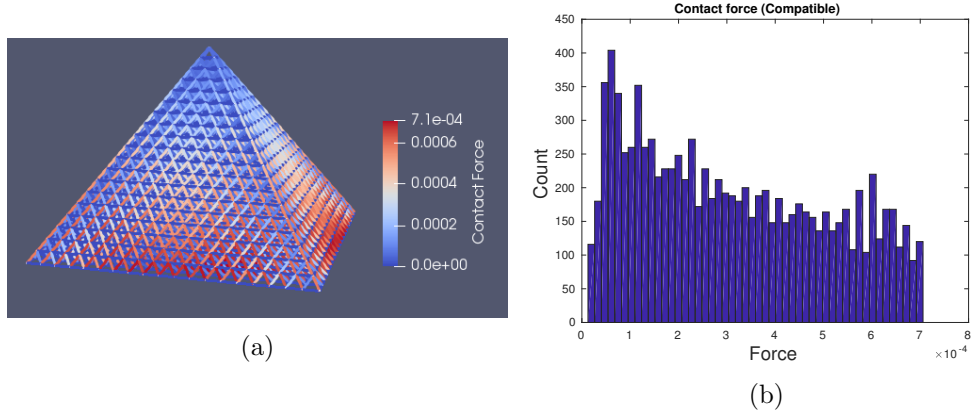 7.1e-04
0.0006
0.0004
0.0002
0.0e+00
Contact Force
(a)
Contact force (Compatible)
450
400
350
300
250
200
150
100
50
0
Count
0 1 2 3 4 5 6 7 8
Force
×10⁻⁴
(b)